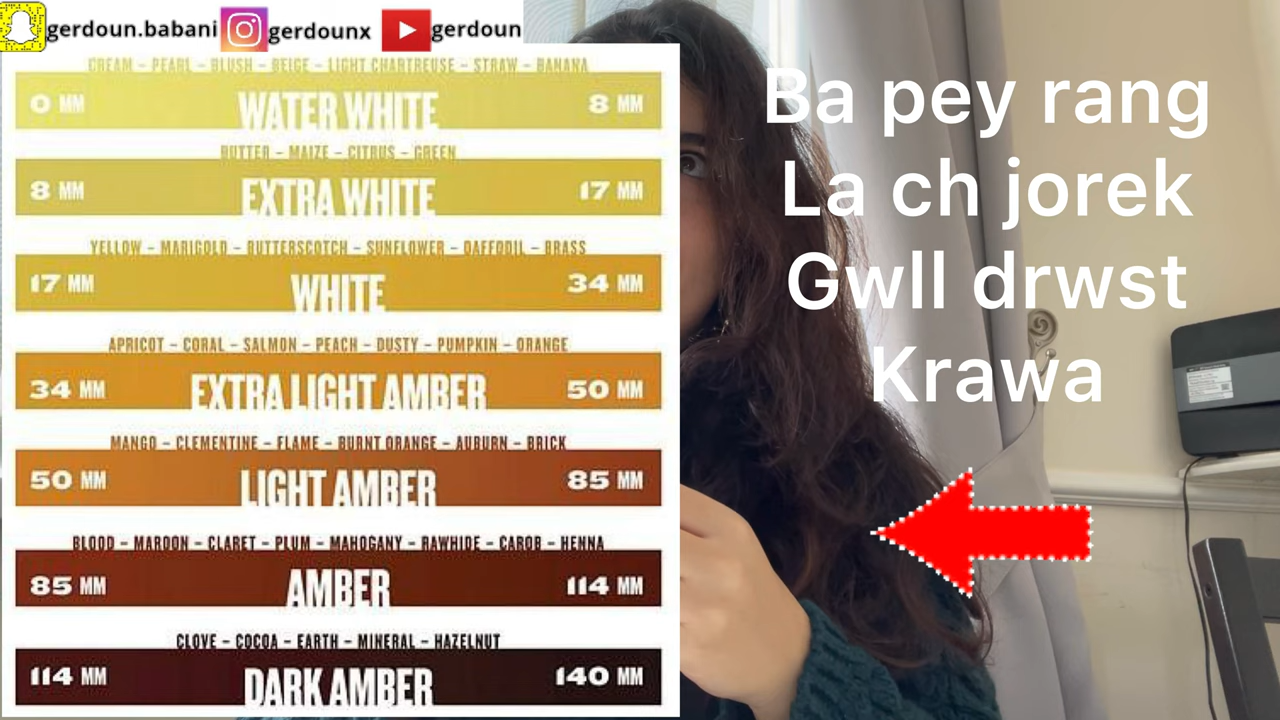 gerdoun.babani
gerdounx
gerdoun
CREAM - PEARL - BLUSH - BEIGE - LIGHT CHARTREUSE - STRAW - BANANA
0 MM WATER WHITE 8 MM
BUTTER - MAIZE - CITRUS - GREEN
8 MM EXTRA WHITE 17 MM
YELLOW - MARIGOLD - BUTTERSCOTCH - SUNFLOWER - DAFFODIL - BRASS
17 MM WHITE 34 MM
APRICOT - CORAL - SALMON - PEACH - DUSTY - PUMPKIN - ORANGE
34 MM EXTRA LIGHT AMBER 50 MM
MANGO - CLEMENTINE - FLAME - BURNT ORANGE - AUBURN - BRICK
50 MM LIGHT AMBER 85 MM
BLOOD - MAROON - CLARET - PLUM - MAHOGANY - RAWHIDE - CAROB - HENNA
85 MM AMBER 114 MM
CLOVE - COCOA - EARTH - MINERAL - HAZELNUT
114 MM DARK AMBER 140 MM
Ba pey rang
La ch jorek
Gwll drwst
Krawa